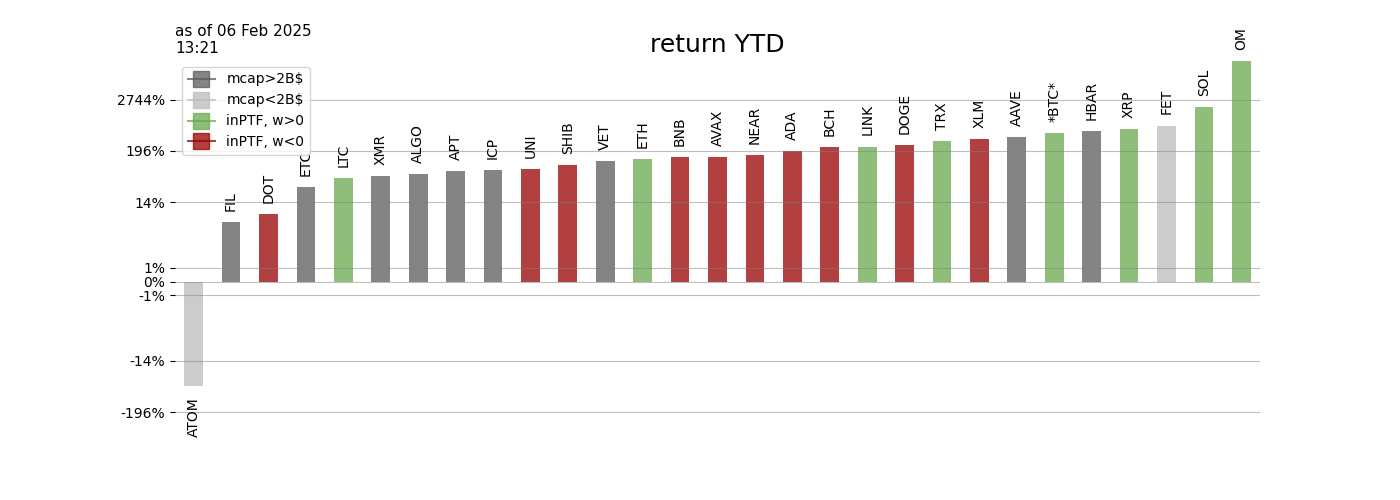 as of 06 Feb 2025
13:21
return YTD
mcap>2B$
mcap<2B$
inPTF, w>0
inPTF, w<0
2744%
196%
14%
1%
0%
-1%
-14%
-196%
ATOM
FIL
DOT
ETC
LTC
XMR
ALGO
APT
ICP
UNI
SHIB
VET
ETH
BNB
AVAX
NEAR
ADA
BCH
LINK
DOGE
TRX
XLM
AAVE
*BTC*
HBAR
XRP
FET
SOL
OM